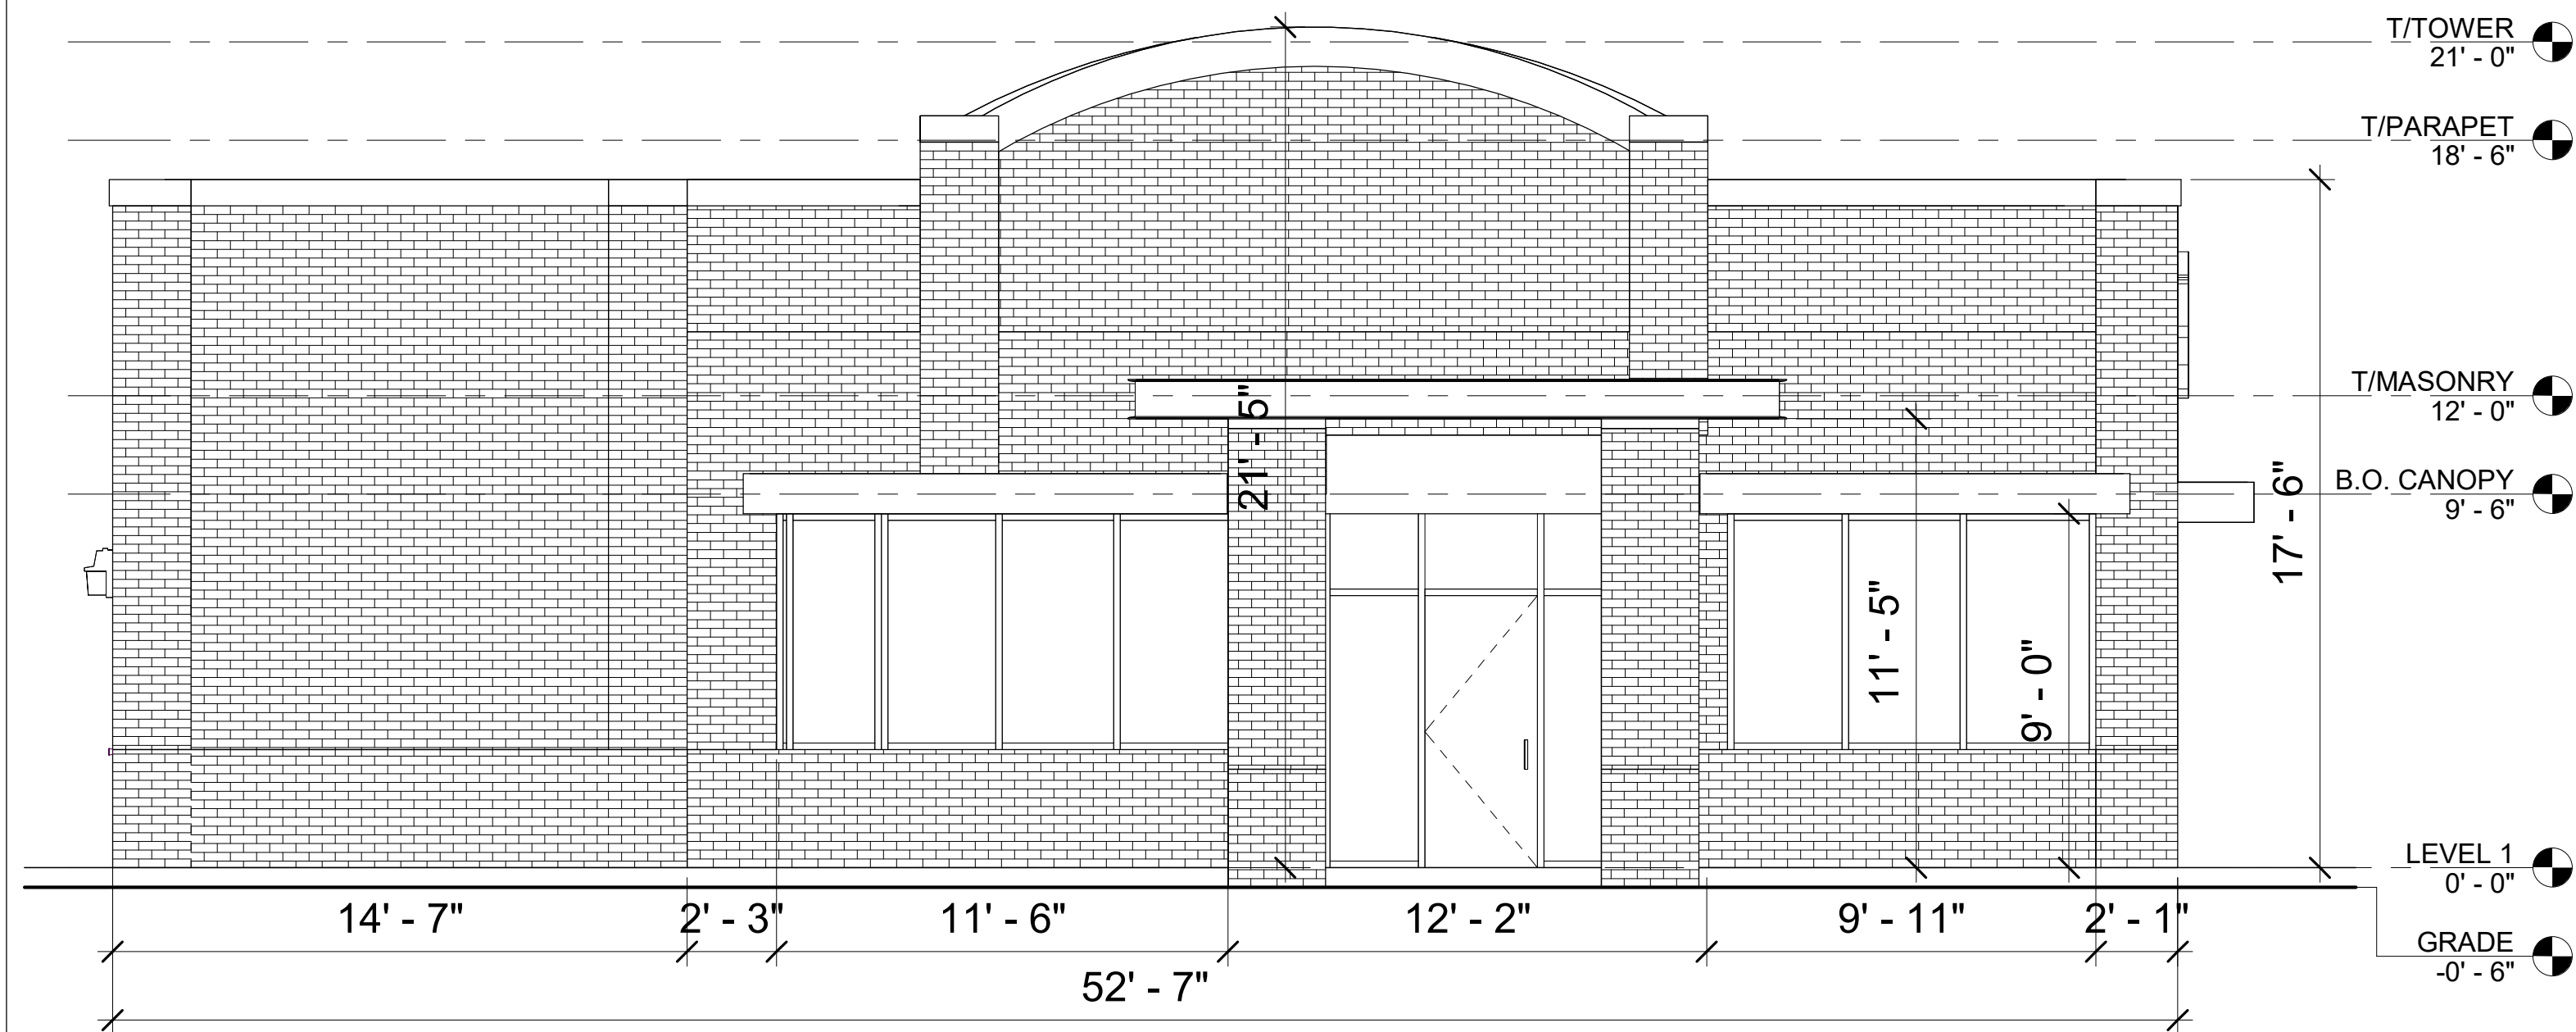 T/TOWER
21' - 0"
T/PARAPET
18' - 6"
T/MASONRY
12' - 0"
B.O. CANOPY
9' - 6"
21' - 5"
17' - 6"
11' - 5"
9' - 0"
LEVEL 1
0' - 0"
14' - 7"
2' - 3"
11' - 6"
12' - 2"
9' - 11"
2' - 1"
GRADE
-0' - 6"
52' - 7"